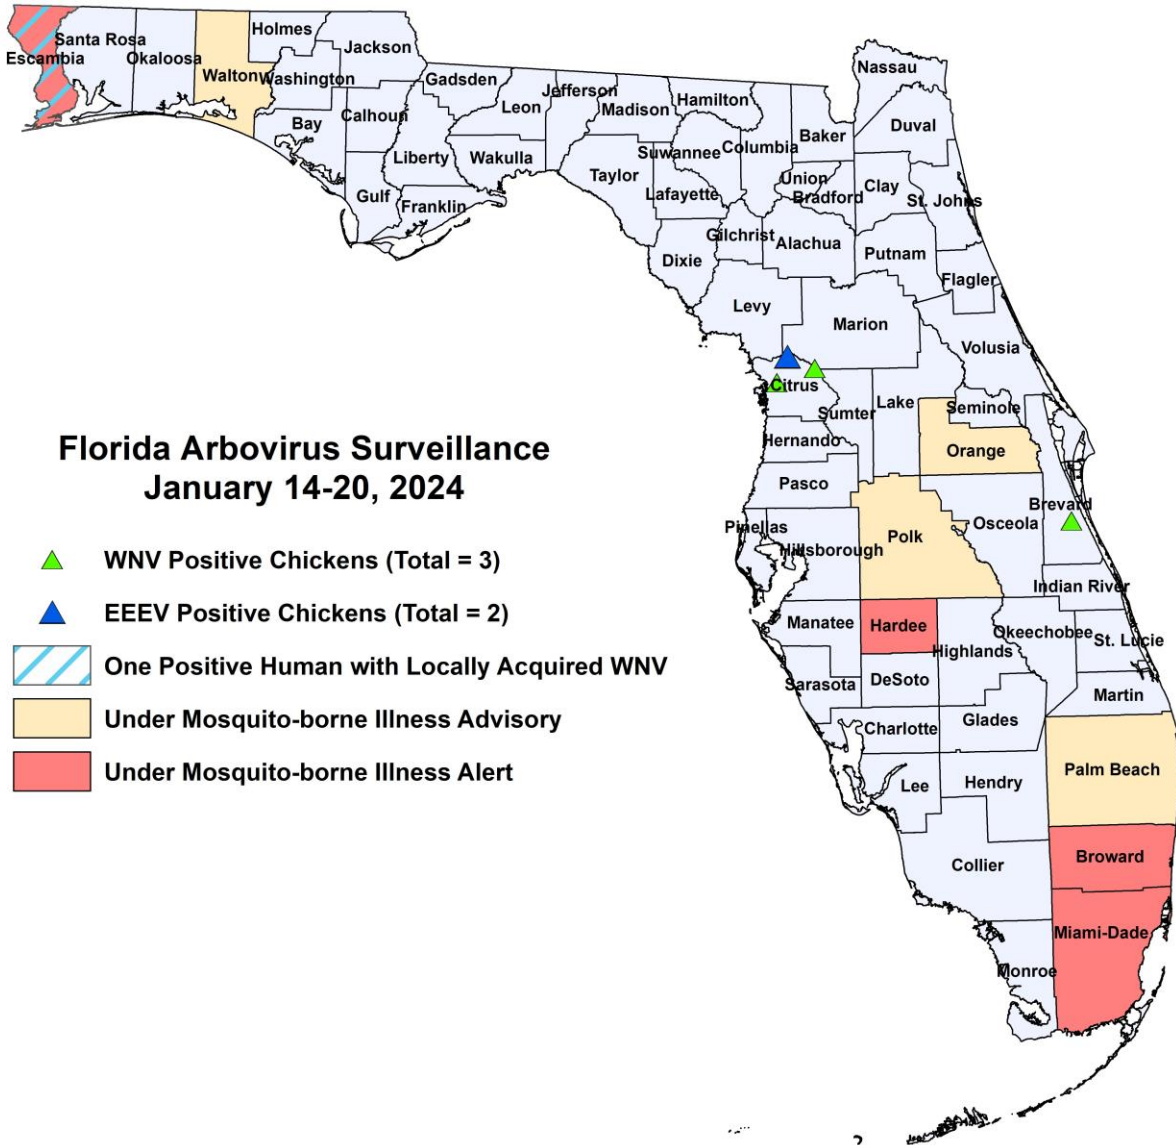 Holmes
Santa Rosa
Jackson
Escambia
Okaloosa
Walton
Washington
Gadsden
Nassau
Jefferson
Leon
Madison
Hamilton
Calhoun
Bay
Duval
Baker
Columbia
Suwannee
Liberty
Wakulla
Taylor
Union
Clay
Lafayette
Bradford
Gulf
Franklin
St. Johns
Gilchrist
Alachua
Putnam
Dixie
Flagler
Levy
Marion
Volusia
Citrus
Lake
Sumter
Seminole
Hernando
Orange
Pasco
Brevard
Pinellas
Osceola
Polk
Hillsborough
Indian River
Manatee
Hardee
Okeechobee
St. Lucie
Highlands
Sarasota
DeSoto
Martin
Charlotte
Glades
Palm Beach
Lee
Hendry
Broward
Collier
Miami-Dade
Monroe
Florida Arbovirus Surveillance
January 14-20, 2024
WNV Positive Chickens (Total = 3)
EEEV Positive Chickens (Total = 2)
One Positive Human with Locally Acquired WNV
Under Mosquito-borne Illness Advisory
Under Mosquito-borne Illness Alert